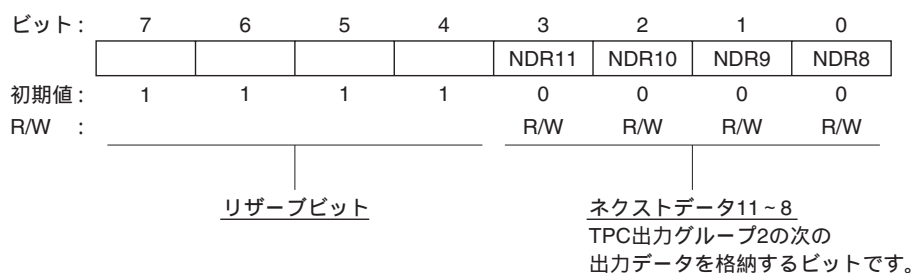 ビット: 7 6 5 4 3 2 1 0
NDR11 NDR10 NDR9 NDR8
初期値: 1 1 1 1 0 0 0 0
R/W : R/W R/W R/W R/W
リザーブビット
ネクストデータ11~8
TPC出力グループ2の次の
出力データを格納するビットです。